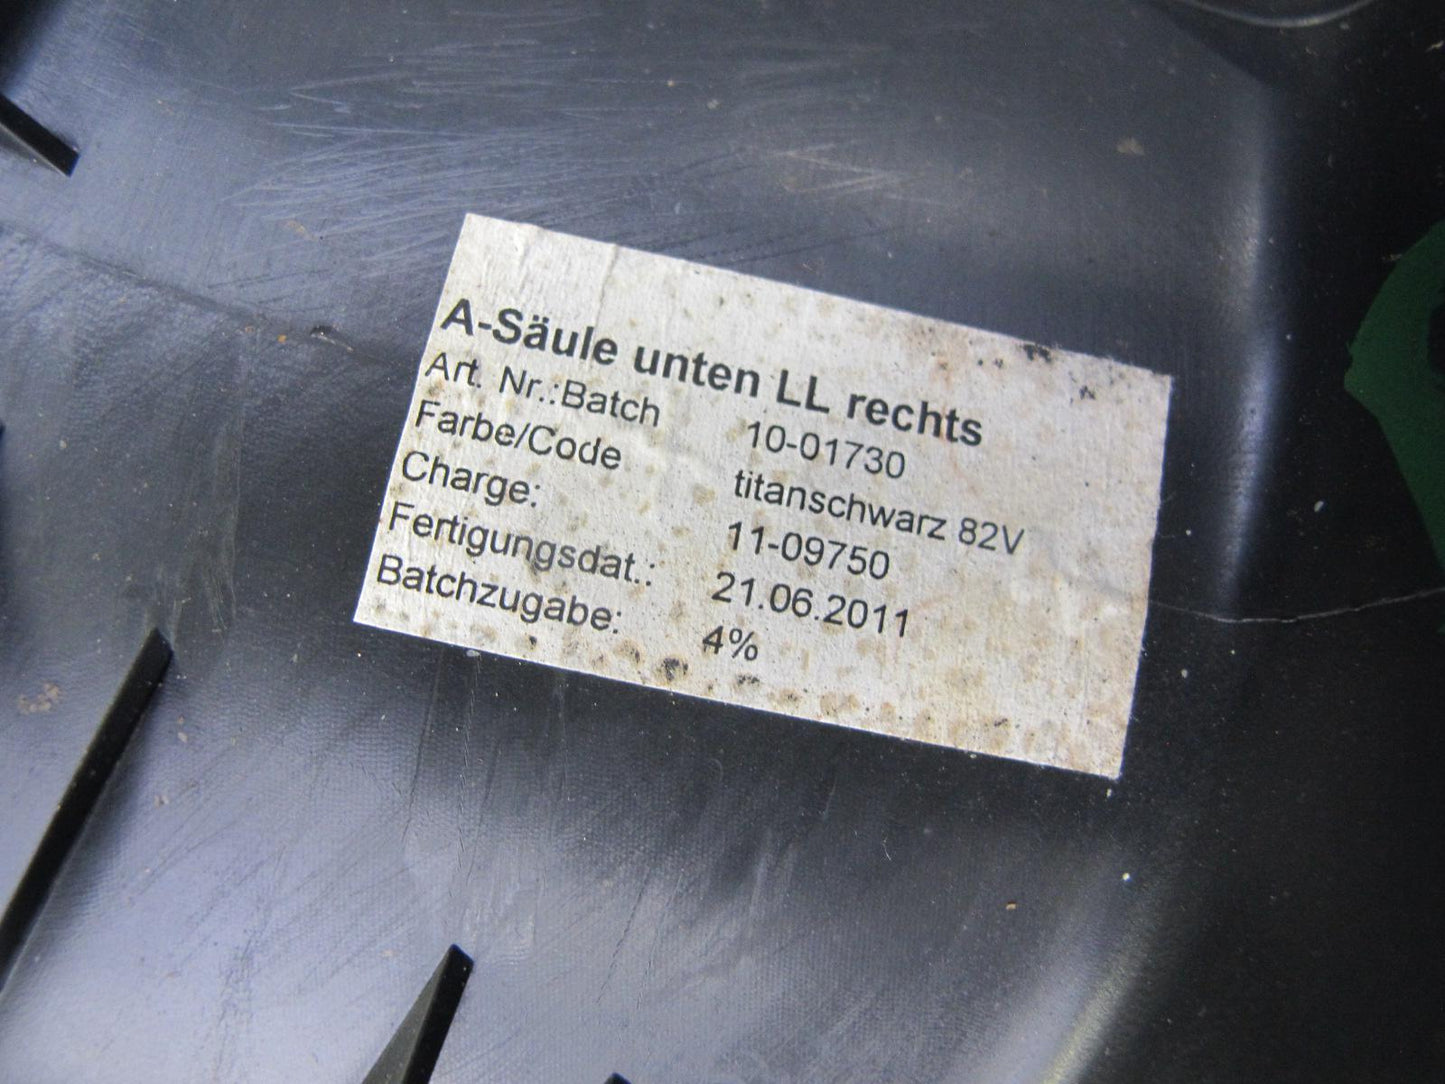 A-Säule unten LL rechts
Art. Nr.:Batch 10-01730
Farbe/Code titanschwarz 82V
Charge: 11-09750
Fertigungsdat.: 21.06.2011
Batchzugabe: 4%